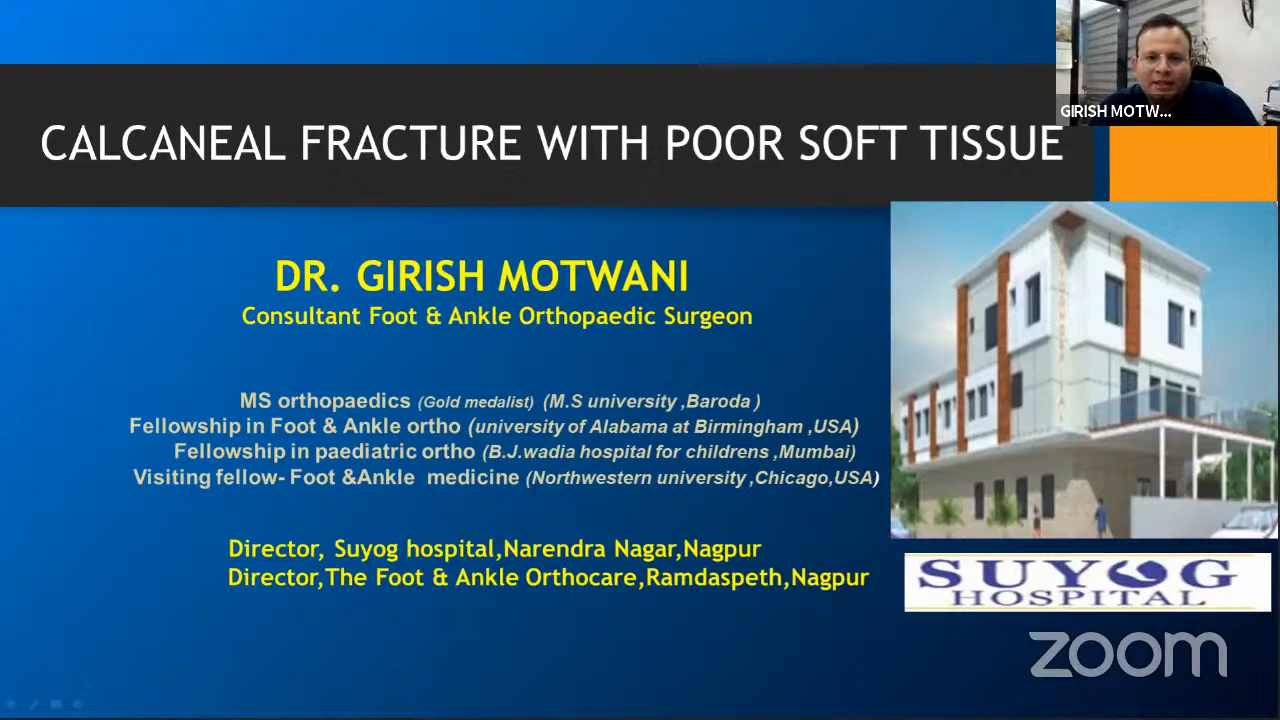 GIRISH MOTW...
CALCANEAL FRACTURE WITH POOR SOFT TISSUE
DR. GIRISH MOTWANI
Consultant Foot & Ankle Orthopaedic Surgeon
MS orthopaedics (Gold medalist) (M.S university ,Baroda )
Fellowship in Foot & Ankle ortho (university of Alabama at Birmingham ,USA)
Fellowship in paediatric ortho (B.J.wadia hospital for childrens ,Mumbai)
Visiting fellow- Foot &Ankle medicine (Northwestern university ,Chicago,USA)
Director, Suyog hospital,Narendra Nagar,Nagpur
Director,The Foot & Ankle Orthocare,Ramdaspeth,Nagpur
SUYOG
HOSPITAL
zoom